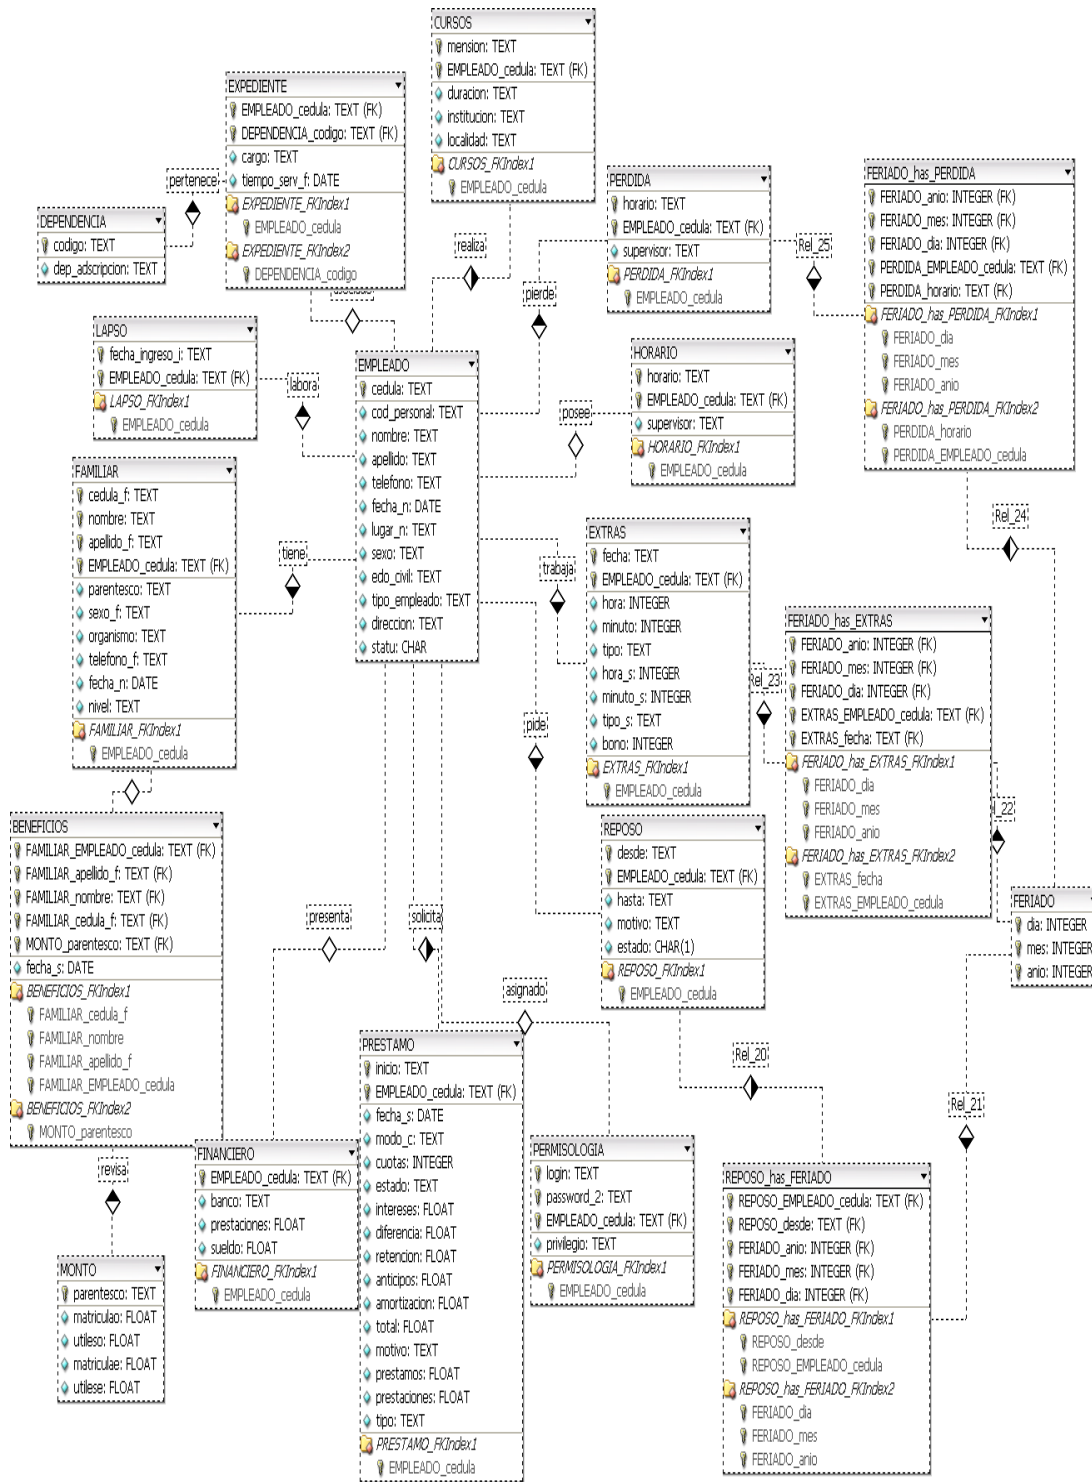 CURSOS
mension: TEXT
EMPLEADO_cedula: TEXT (FK)
duracion: TEXT
institucion: TEXT
localidad: TEXT
CURSOS_FKIndex1
EMPLEADO_cedula
EXPEDIENTE
EMPLEADO_cedula: TEXT (FK)
DEPENDENCIA_codigo: TEXT (FK)
cargo: TEXT
tiempo_serv_f: DATE
EXPEDIENTE_FKIndex1
EMPLEADO_cedula
EXPEDIENTE_FKIndex2
DEPENDENCIA_codigo
pertenece
DEPENDENCIA
codigo: TEXT
dep_adscripcion: TEXT
realiza
PERDIDA
horario: TEXT
EMPLEADO_cedula: TEXT (FK)
supervisor: TEXT
PERDIDA_FKIndex1
EMPLEADO_cedula
pierde
Rel_25
FERIADO_has_PERDIDA
FERIADO_anio: INTEGER (FK)
FERIADO_mes: INTEGER (FK)
FERIADO_dia: INTEGER (FK)
PERDIDA_EMPLEADO_cedula: TEXT (FK)
PERDIDA_horario: TEXT (FK)
FERIADO_has_PERDIDA_FKIndex1
FERIADO_dia
FERIADO_mes
FERIADO_anio
FERIADO_has_PERDIDA_FKIndex2
PERDIDA_horario
PERDIDA_EMPLEADO_cedula
LAPSO
fecha_ingreso_i: TEXT
EMPLEADO_cedula: TEXT (FK)
LAPSO_FKIndex1
EMPLEADO_cedula
labora
EMPLEADO
cedula: TEXT
cod_personal: TEXT
nombre: TEXT
apellido: TEXT
telefono: TEXT
fecha_n: DATE
lugar_n: TEXT
sexo: TEXT
edo_civil: TEXT
tipo_empleado: TEXT
direccion: TEXT
statu: CHAR
posee
HORARIO
horario: TEXT
EMPLEADO_cedula: TEXT (FK)
supervisor: TEXT
HORARIO_FKIndex1
EMPLEADO_cedula
FAMILIAR
cedula_f: TEXT
nombre: TEXT
apellido_f: TEXT
EMPLEADO_cedula: TEXT (FK)
parentesco: TEXT
sexo_f: TEXT
organismo: TEXT
telefono_f: TEXT
fecha_n: DATE
nivel: TEXT
FAMILIAR_FKIndex1
EMPLEADO_cedula
tiene
trabaja
EXTRAS
fecha: TEXT
EMPLEADO_cedula: TEXT (FK)
hora: INTEGER
minuto: INTEGER
tipo: TEXT
hora_s: INTEGER
minuto_s: INTEGER
tipo_s: TEXT
bono: INTEGER
EXTRAS_FKIndex1
EMPLEADO_cedula
Rel_24
el_23
FERIADO_has_EXTRAS
FERIADO_anio: INTEGER (FK)
FERIADO_mes: INTEGER (FK)
FERIADO_dia: INTEGER (FK)
EXTRAS_EMPLEADO_cedula: TEXT (FK)
EXTRAS_fecha: TEXT (FK)
FERIADO_has_EXTRAS_FKIndex1
FERIADO_dia
FERIADO_mes
FERIADO_anio
FERIADO_has_EXTRAS_FKIndex2
EXTRAS_fecha
EXTRAS_EMPLEADO_cedula
_22
pide
BENEFICIOS
FAMILIAR_EMPLEADO_cedula: TEXT (FK)
FAMILIAR_apellido_f: TEXT (FK)
FAMILIAR_nombre: TEXT (FK)
FAMILIAR_cedula_f: TEXT (FK)
MONTO_parentesco: TEXT (FK)
fecha_s: DATE
BENEFICIOS_FKIndex1
FAMILIAR_cedula_f
FAMILIAR_nombre
FAMILIAR_apellido_f
FAMILIAR_EMPLEADO_cedula
BENEFICIOS_FKIndex2
MONTO_parentesco
REPOSO
desde: TEXT
EMPLEADO_cedula: TEXT (FK)
hasta: TEXT
motivo: TEXT
estado: CHAR(1)
REPOSO_FKIndex1
EMPLEADO_cedula
FERIADO
dia: INTEGER
mes: INTEGER
anio: INTEGER
presenta
solicita
asignado
Rel_20
Rel_21
PRESTAMO
inicio: TEXT
EMPLEADO_cedula: TEXT (FK)
fecha_s: DATE
modo_c: TEXT
cuotas: INTEGER
estado: TEXT
intereses: FLOAT
diferencia: FLOAT
retencion: FLOAT
anticipos: FLOAT
amortizacion: FLOAT
total: FLOAT
motivo: TEXT
prestamos: FLOAT
prestaciones: FLOAT
tipo: TEXT
PRESTAMO_FKIndex1
EMPLEADO_cedula
revisa
FINANCIERO
EMPLEADO_cedula: TEXT (FK)
banco: TEXT
prestaciones: FLOAT
sueldo: FLOAT
FINANCIERO_FKIndex1
EMPLEADO_cedula
PERMISOLOGIA
login: TEXT
password_2: TEXT
EMPLEADO_cedula: TEXT (FK)
privilegio: TEXT
PERMISOLOGIA_FKIndex1
EMPLEADO_cedula
REPOSO_has_FERIADO
REPOSO_EMPLEADO_cedula: TEXT (FK)
REPOSO_desde: TEXT (FK)
FERIADO_anio: INTEGER (FK)
FERIADO_mes: INTEGER (FK)
FERIADO_dia: INTEGER (FK)
REPOSO_has_FERIADO_FKIndex1
REPOSO_desde
REPOSO_EMPLEADO_cedula
REPOSO_has_FERIADO_FKIndex2
FERIADO_dia
FERIADO_mes
FERIADO_anio
MONTO
parentesco: TEXT
matriculao: FLOAT
utileso: FLOAT
matriculae: FLOAT
utilese: FLOAT